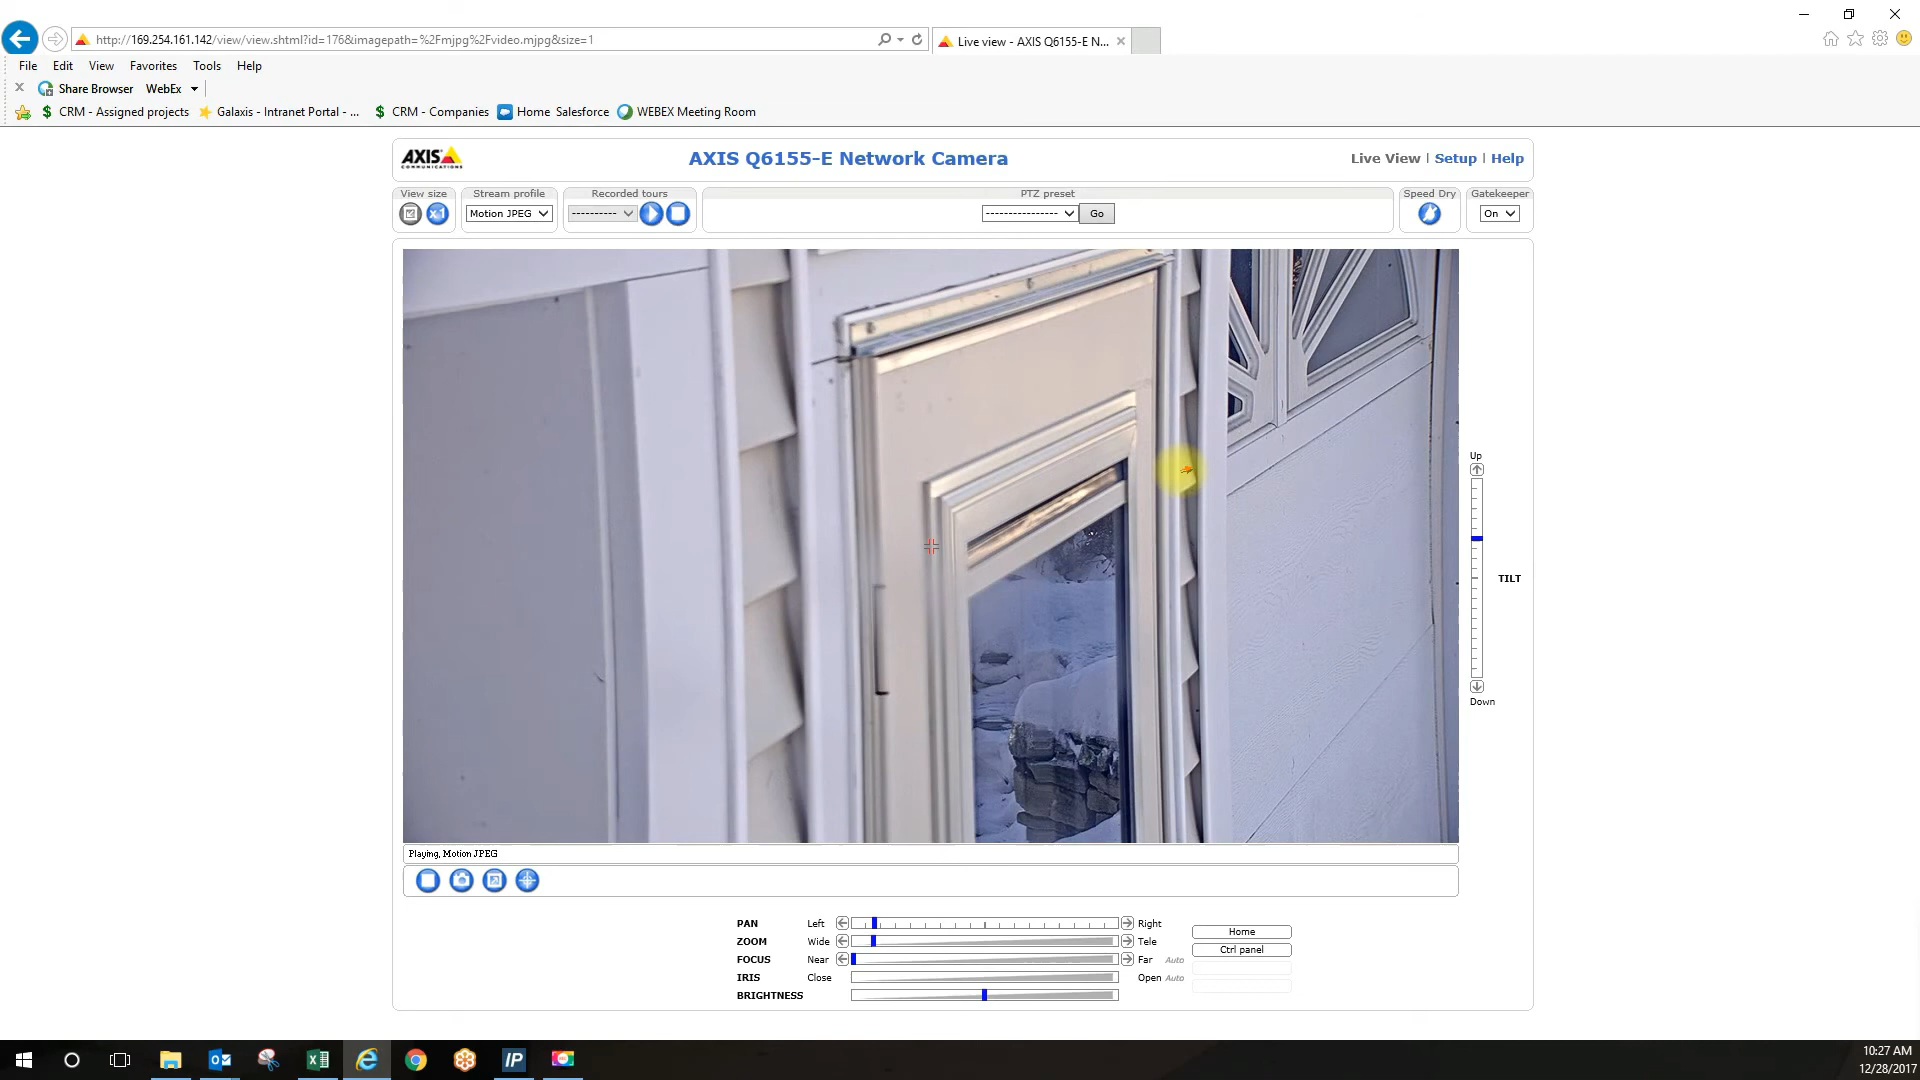 http://169.254.161.142/view/view.shtml?id=176&imagepath=%2Fmjpg%2Fvideo.mjpg&size=1
Live view - AXIS Q6155-E N...
File Edit View Favorites Tools Help
Share Browser WebEx
CRM - Assigned projects Galaxis - Intranet Portal - ... CRM - Companies Home Salesforce WEBEX Meeting Room
AXIS COMMUNICATIONS
AXIS Q6155-E Network Camera
Live View | Setup | Help
View size Stream profile Recorded tours PTZ preset Speed Dry Gatekeeper
x1 Motion JPEG ---------- ---------------- Go On
Up
TILT
Down
Playing, Motion JPEG
PAN Left Right
Home
ZOOM Wide Tele
Ctrl panel
FOCUS Near Far Auto
IRIS Close Open Auto
BRIGHTNESS
IP
10:27 AM
12/28/2017